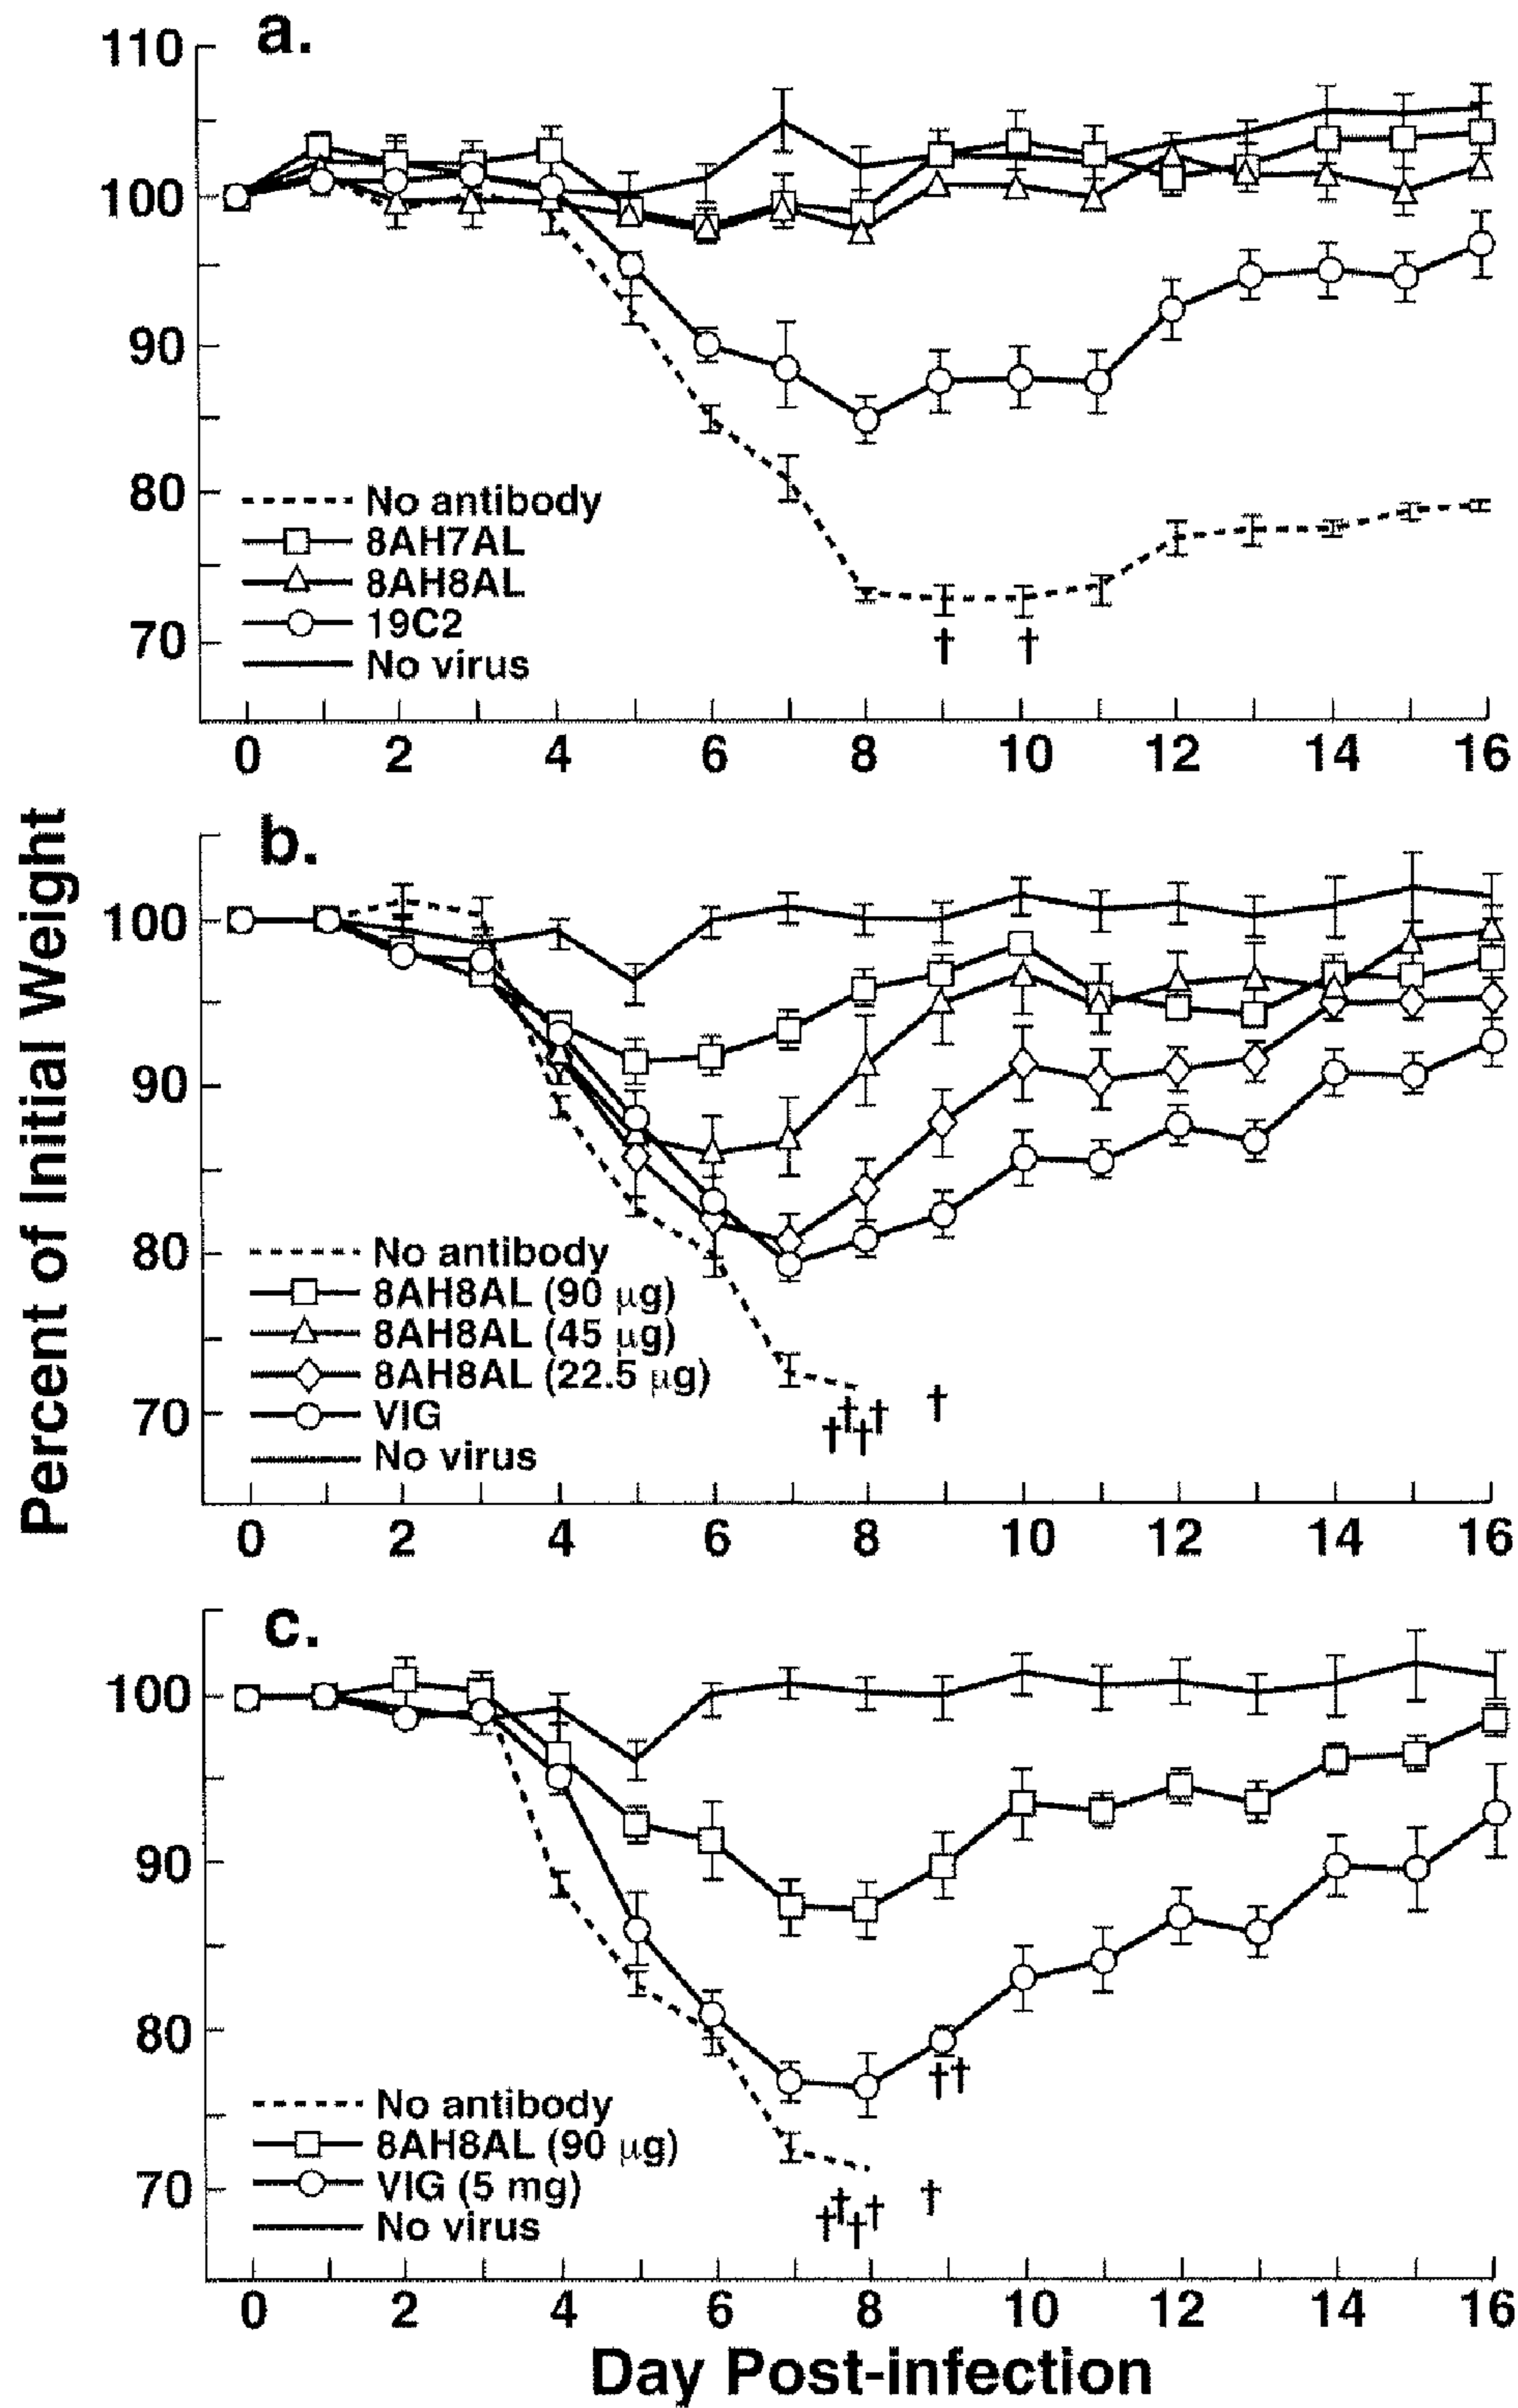 a.
110
100
90
80
70
No antibody
8AH7AL
8AH8AL
19C2
No virus
† †
0 2 4 6 8 10 12 14 16
Percent of Initial Weight
b.
100
90
80
70
No antibody
8AH8AL (90 µg)
8AH8AL (45 µg)
8AH8AL (22.5 µg)
VIG
No virus
† † † † †
0 2 4 6 8 10 12 14 16
c.
100
90
80
70
No antibody
8AH8AL (90 µg)
VIG (5 mg)
No virus
† †
† † † † †
0 2 4 6 8 10 12 14 16
Day Post-infection